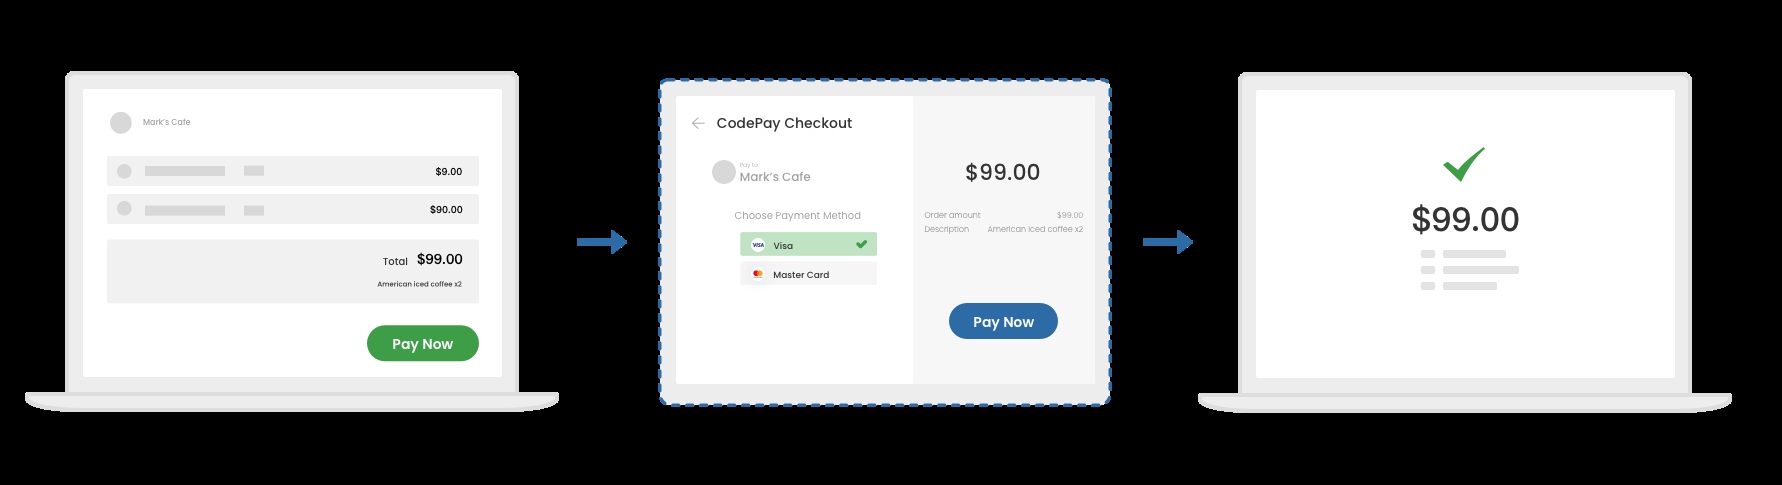 Mark's Cafe
$9.00
$90.00
Total $99.00
American iced coffee x2
Pay Now
CodePay Checkout
Pay to
Mark's Cafe
Choose Payment Method
VISA Visa
Master Card
$99.00
Order amount $99.00
Description American iced coffee x2
Pay Now
$99.00